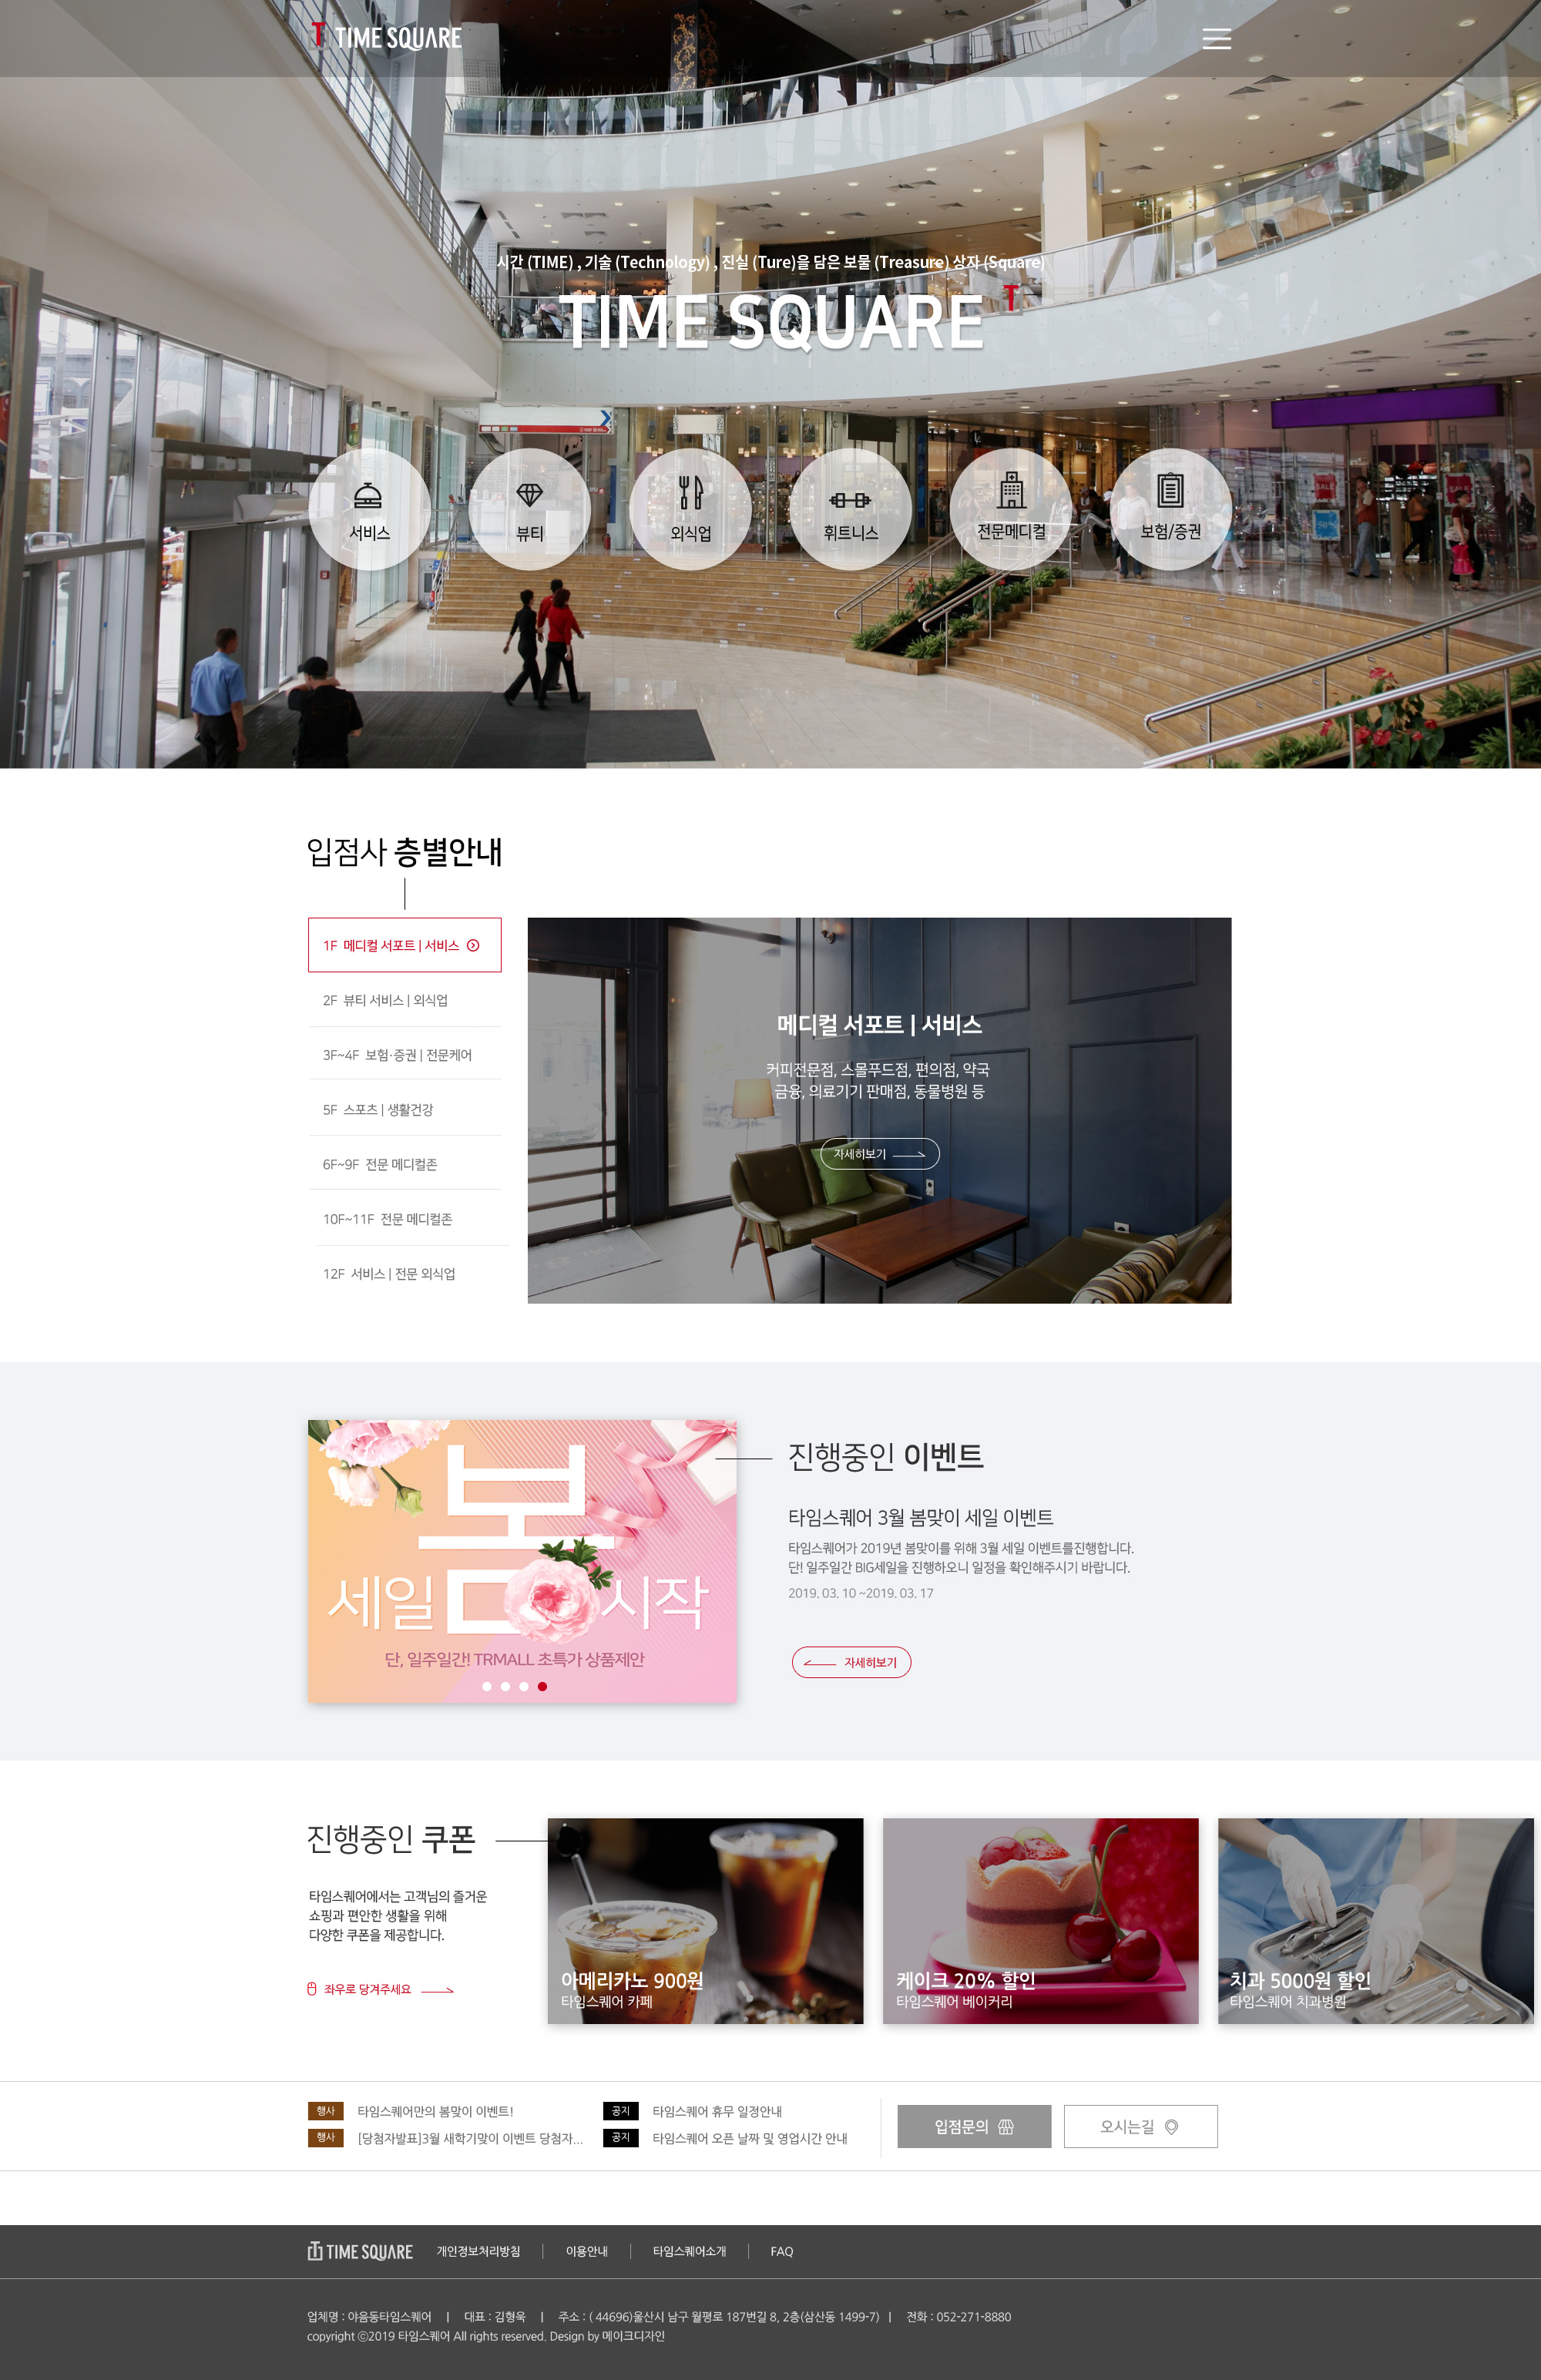 TIME SQUARE
시간 (TIME) , 기술 (Technology) , 진실 (Ture)을 담은 보물 (Treasure) 상자 (Square)
TIME SQUARE
서비스
뷰티
외식업
휘트니스
전문메디컬
보험/증권
SALE
SALE
입점사 층별안내
1F 메디컬 서포트 | 서비스
2F 뷰티 서비스 | 외식업
3F~4F 보험·증권 | 전문케어
5F 스포츠 | 생활건강
6F~9F 전문 메디컬존
10F~11F 전문 메디컬존
12F 서비스 | 전문 외식업
메디컬 서포트 | 서비스
커피전문점, 스몰푸드점, 편의점, 약국
금융, 의료기기 판매점, 동물병원 등
자세히보기
봄
세일 시작
단, 일주일간! TRMALL 초특가 상품제안
진행중인 이벤트
타임스퀘어 3월 봄맞이 세일 이벤트
타임스퀘어가 2019년 봄맞이를 위해 3월 세일 이벤트를진행합니다.
단! 일주일간 BIG세일을 진행하오니 일정을 확인해주시기 바랍니다.
2019. 03. 10 ~2019. 03. 17
자세히보기
진행중인 쿠폰
타임스퀘어에서는 고객님의 즐거운
쇼핑과 편안한 생활을 위해
다양한 쿠폰을 제공합니다.
좌우로 당겨주세요
아메리카노 900원
타임스퀘어 카페
케이크 20% 할인
타임스퀘어 베이커리
치과 5000원 할인
타임스퀘어 치과병원
행사 타임스퀘어만의 봄맞이 이벤트!
행사 [당첨자발표]3월 새학기맞이 이벤트 당첨자...
공지 타임스퀘어 휴무 일정안내
공지 타임스퀘어 오픈 날짜 및 영업시간 안내
입점문의
오시는길
TIME SQUARE
개인정보처리방침
이용안내
타임스퀘어소개
FAQ
업체명 : 야음동타임스퀘어 | 대표 : 김형욱 | 주소 : ( 44696)울산시 남구 월평로 187번길 8, 2층(삼산동 1499-7) | 전화 : 052-271-8880
copyright ⓒ2019 타임스퀘어 All rights reserved. Design by 메이크디자인